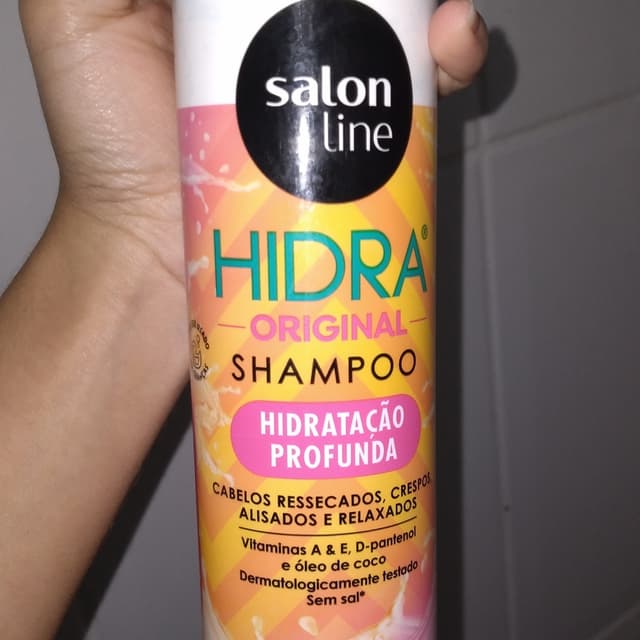 salon
line
HIDRA®
ORIGINAL
SHAMPOO
HIDRATAÇÃO
PROFUNDA
CABELOS RESSECADOS, CRESPOS,
ALISADOS E RELAXADOS
Vitaminas A & E, D-pantenol
e óleo de coco
Dermatologicamente testado
Sem sal*